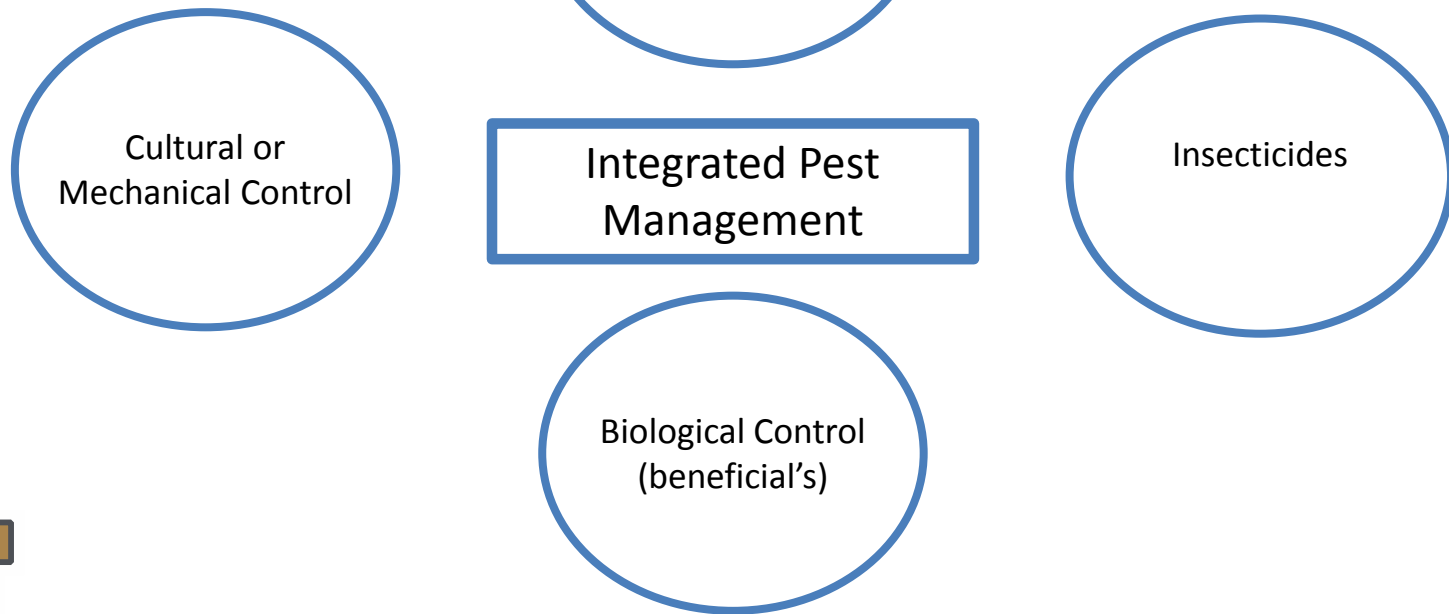 Cultural or
Mechanical Control
Integrated Pest
Management
Insecticides
Biological Control
(beneficial’s)